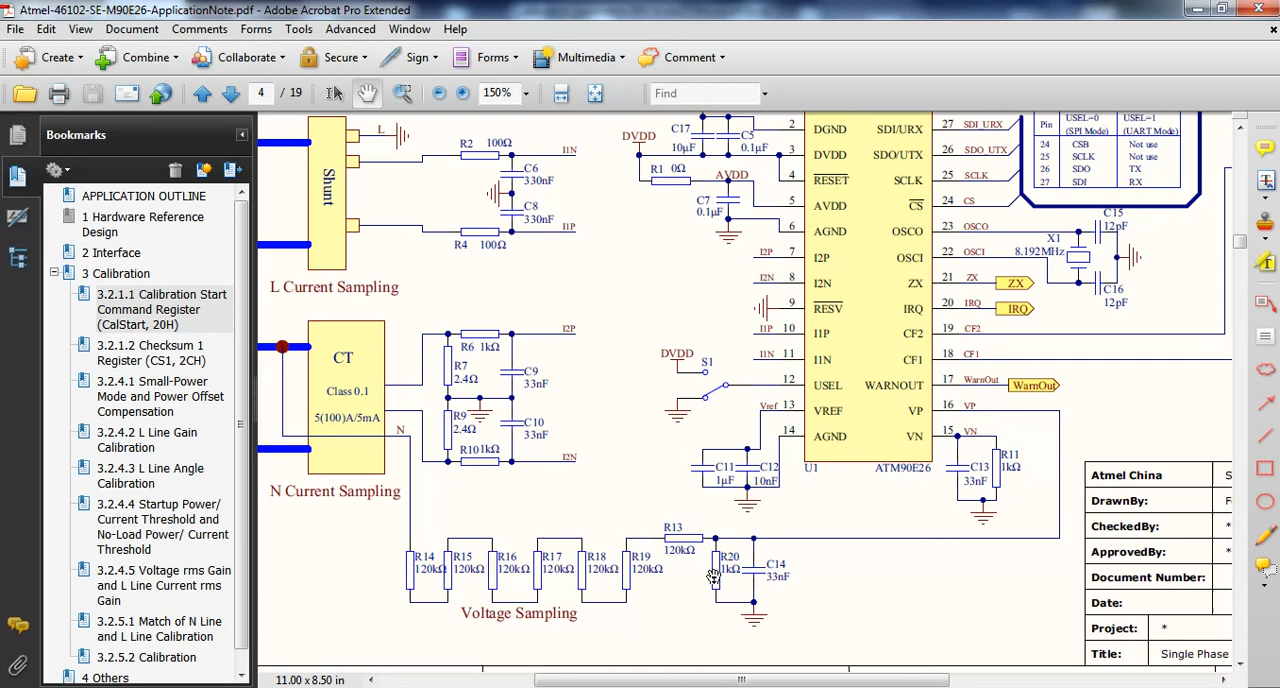 Atmel-46102-SE-M90E26-ApplicationNote.pdf - Adobe Acrobat Pro Extended
File Edit View Document Comments Forms Tools Advanced Window Help
Create Combine Collaborate Secure Sign Forms Multimedia Comment
4 / 19 150% Find
Bookmarks
APPLICATION OUTLINE
1 Hardware Reference
Design
2 Interface
3 Calibration
3.2.1.1 Calibration Start
Command Register
(CalStart, 20H)
3.2.1.2 Checksum 1
Register (CS1, 2CH)
3.2.4.1 Small-Power
Mode and Power Offset
Compensation
3.2.4.2 L Line Gain
Calibration
3.2.4.3 L Line Angle
Calibration
3.2.4.4 Startup Power/
Current Threshold and
No-Load Power/ Current
Threshold
3.2.4.5 Voltage rms Gain
and L Line Current rms
Gain
3.2.5.1 Match of N Line
and L Line Calibration
3.2.5.2 Calibration
4 Others
L
Shunt
R2 100Ω
I1N
C6
330nF
C8
330nF
R4 100Ω
I1P
L Current Sampling
CT
Class 0.1
5(100)A/5mA
N
R6 1kΩ
I2P
R7
2.4Ω
C9
33nF
R9
2.4Ω
C10
33nF
R10 1kΩ
I2N
N Current Sampling
R14
120kΩ
R15
120kΩ
R16
120kΩ
R17
120kΩ
R18
120kΩ
R19
120kΩ
R13
120kΩ
R20
1kΩ
C14
33nF
Voltage Sampling
DVDD
C17
10μF
C5
0.1μF
R1 0Ω
AVDD
C7
0.1μF
I2P
I2N
I1P
I1N
DVDD
S1
Vref
C11
1μF
C12
10nF
2 DGND
3 DVDD
4 RESET
5 AVDD
6 AGND
7 I2P
8 I2N
9 RESV
10 I1P
11 I1N
12 USEL
13 VREF
14 AGND
SDI/URX 27 SDI_URX
SDO/UTX 26 SDO_UTX
SCLK 25 SCLK
CS 24 CS
OSCO 23 OSCO
OSCI 22 OSCI
ZX 21 ZX ZX
IRQ 20 IRQ IRQ
CF2 19 CF2
CF1 18 CF1
WARNOUT 17 WarnOut WarnOut
VP 16 VP
VN 15 VN
U1 ATM90E26
C13
33nF
R11
1kΩ
X1
8.192MHz
C15
12pF
C16
12pF
Pin USEL=0 (SPI Mode) USEL=1 (UART Mode)
24 CSB Not use
25 SCLK Not use
26 SDO TX
27 SDI RX
Atmel China S
DrawnBy: F
CheckedBy: *
ApprovedBy: *
Document Number:
Date:
Project: *
Title: Single Phase
11.00 x 8.50 in